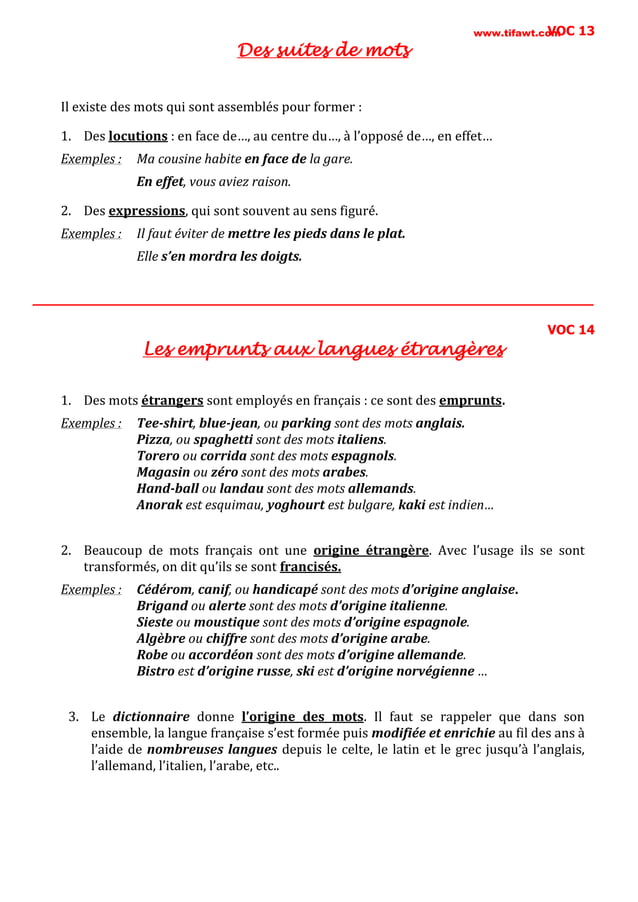 www.tifawt.com VOC 13
Des suites de mots
Il existe des mots qui sont assemblés pour former :
1. Des locutions : en face de…, au centre du…, à l’opposé de…, en effet…
Exemples : Ma cousine habite en face de la gare.
En effet, vous aviez raison.
2. Des expressions, qui sont souvent au sens figuré.
Exemples : Il faut éviter de mettre les pieds dans le plat.
Elle s’en mordra les doigts.
VOC 14
Les emprunts aux langues étrangères
1. Des mots étrangers sont employés en français : ce sont des emprunts.
Exemples : Tee-shirt, blue-jean, ou parking sont des mots anglais.
Pizza, ou spaghetti sont des mots italiens.
Torero ou corrida sont des mots espagnols.
Magasin ou zéro sont des mots arabes.
Hand-ball ou landau sont des mots allemands.
Anorak est esquimau, yoghourt est bulgare, kaki est indien…
2. Beaucoup de mots français ont une origine étrangère. Avec l’usage ils se sont
transformés, on dit qu’ils se sont francisés.
Exemples : Cédérom, canif, ou handicapé sont des mots d’origine anglaise.
Brigand ou alerte sont des mots d’origine italienne.
Sieste ou moustique sont des mots d’origine espagnole.
Algèbre ou chiffre sont des mots d’origine arabe.
Robe ou accordéon sont des mots d’origine allemande.
Bistro est d’origine russe, ski est d’origine norvégienne …
3. Le dictionnaire donne l’origine des mots. Il faut se rappeler que dans son
ensemble, la langue française s’est formée puis modifiée et enrichie au fil des ans à
l’aide de nombreuses langues depuis le celte, le latin et le grec jusqu’à l’anglais,
l’allemand, l’italien, l’arabe, etc..